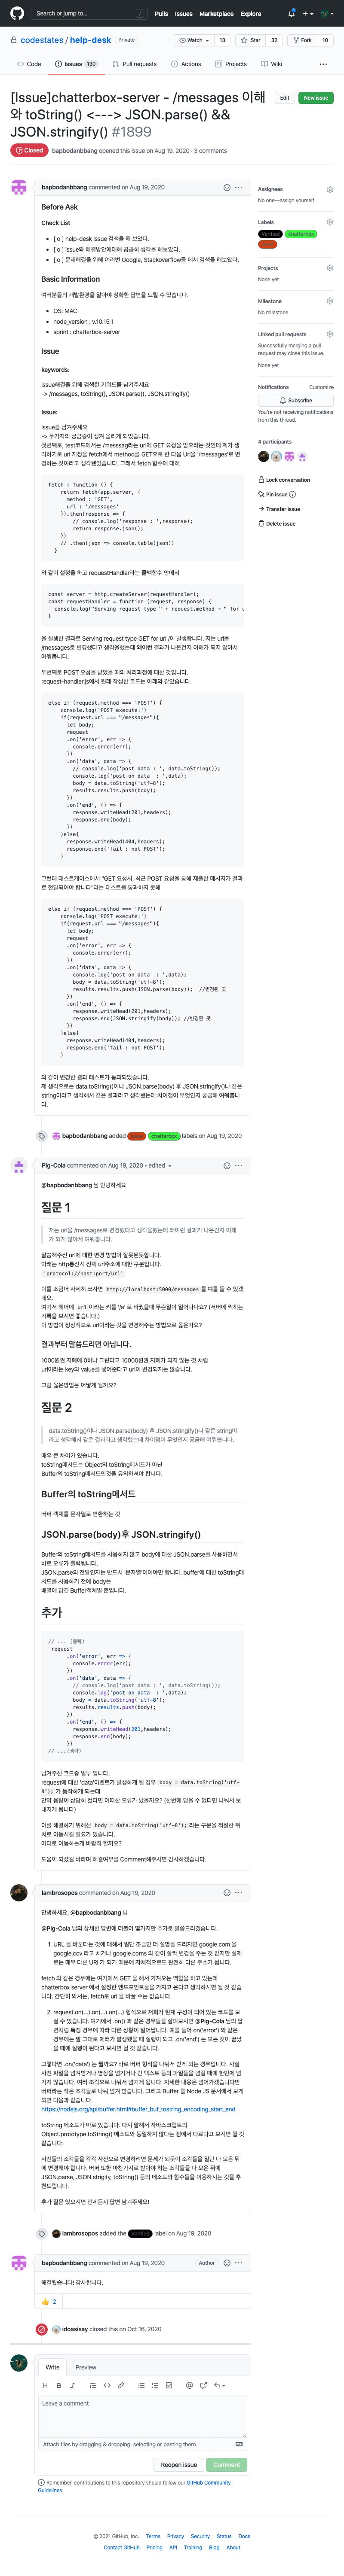 Search or jump to...
/
Pulls
Issues
Marketplace
Explore
codestates / help-desk
Private
Watch
13
Star
32
Fork
10
Code
Issues
130
Pull requests
Actions
Projects
Wiki
[Issue]chatterbox-server - /messages 이해
와 toString() <---> JSON.parse() &&
JSON.stringify() #1899
Edit
New issue
Closed
bapbodanbbang opened this issue on Aug 19, 2020 · 3 comments
bapbodanbbang commented on Aug 19, 2020
Before Ask
Check List
[ o ] help-desk issue 검색을 해 보았다.
[ o ] issue와 해결방안에대해 곰곰히 생각을 해보았다.
[ o ] 문제해결을 위해 여러번 Google, Stackoverflow등 에서 검색을 해보았다.
Basic Information
여러분들의 개발환경을 알아야 정확한 답변을 드릴 수 있습니다.
OS: MAC
node_version : v.10.15.1
sprint : chatterbox-server
Issue
keywords:
issue해결을 위해 검색한 키워드를 남겨주세요
-> /messages, toString(), JSON.parse(), JSON.stringify()
Issue:
issue를 남겨주세요
-> 두가지의 궁금증이 생겨 올리게 되었습니다.
첫번째로, test코드에서는 /messag라는 url에 GET 요청을 받으라는 것인데 제가 생
각하기로 url 지정을 fetch에서 method를 GET으로 한 다음 Url을 '/messages'로 변
경하는 것이라고 생각했었습니다. 그래서 fetch 함수에 대해
fetch : function () {
return fetch(app.server, {
method : 'GET',
url : '/messages'
}).then(response => {
// console.log('response : ',response);
return response.json();
})
// .then(json => console.table(json))
}
와 같이 설정을 하고 requestHandler라는 콜백함수 안에서
const server = http.createServer(requestHandler);
const requestHandler = function (request, response) {
console.log("Serving request type " + request.method + " for u
}
을 실행한 결과로 Serving request type GET for url /이 발생합니다. 저는 url을
/messages로 변경했다고 생각을했는데 왜이런 결과가 나온건지 이해가 되지 않아서
여쭤봅니다.
두번째로 POST 요청을 받았을 때의 처리과정에 대한 것입니다.
request-handler.js에서 원래 작성한 코드는 아래와 같았습니다.
else if (request.method === 'POST') {
console.log('POST execute!')
if(request.url === "/messages"){
let body;
request
.on('error', err => {
console.error(err);
})
.on('data', data => {
// console.log('post data : ', data.toString());
console.log('post on data  : ',data);
body = data.toString('utf-8');
results.results.push(body);
})
.on('end', () => {
response.writeHead(201,headers);
response.end(body);
})
}else{
response.writeHead(404,headers);
response.end('fail : not POST');
}
그런데 테스트케이스에서 "GET 요청시, 최근 POST 요청을 통해 제출한 메시지가 결과
로 전달되어야 합니다"라는 테스트를 통과하지 못해
else if (request.method === 'POST') {
console.log('POST execute!')
if(request.url === "/messages"){
let body;
request
.on('error', err => {
console.error(err);
})
.on('data', data => {
console.log('post on data  : ',data);
body = data.toString('utf-8');
results.results.push(JSON.parse(body));  //변경된 곳
})
.on('end', () => {
response.writeHead(201,headers);
response.end(JSON.stringify(body)); //변경된 곳
})
}else{
response.writeHead(404,headers);
response.end('fail : not POST');
}
와 같이 변경한 결과 테스트가 통과되었습니다.
제 생각으로는 data.toString()이나 JSON.parse(body) 후 JSON.stringify()나 같은
string이라고 생각해서 같은 결과라고 생각했는데 차이점이 무엇인지 궁금해 여쭤봅니
다.
bapbodanbbang added
chatterbox
labels on Aug 19, 2020
Pig-Cola commented on Aug 19, 2020 • edited
@bapbodanbbang 님 안녕하세요
질문 1
저는 url을 /messages로 변경했다고 생각을했는데 왜이런 결과가 나온건지 이해
가 되지 않아서 여쭤봅니다.
말씀해주신 url에 대한 변경 방법이 잘못된듯합니다.
아래는 http통신시 전체 url주소에 대한 구분입니다.
'protocol://host:port/url'
이를 조금더 자세히 쓰자면 http://localhost:5000/messages 를 예를 들 수 있겠
네요.
여기서 헤더에 url 이라는 키를 '/a' 로 바꿨을때 무슨일이 일어나나요? (서버에 찍히는
기록을 보시면 좋습니다.)
이 방법이 정상적으로 url이라는 것을 변경해주는 방법으로 옳은가요?
결과부터 말씀드리면 아닙니다.
1000원권 지폐에 0하나 그린다고 10000원권 지폐가 되지 않는 것 처럼
url이라는 key와 value를 넣어준다고 url이 변경되지는 않습니다.
그럼 옳은방법은 어떻게 될까요?
질문 2
data.toString()이나 JSON.parse(body) 후 JSON.stringify()나 같은 string이
라고 생각해서 같은 결과라고 생각했는데 차이점이 무엇인지 궁금해 여쭤봅니다.
매우 큰 차이가 있습니다.
toString메서드는 Object의 toString메서드가 아닌
Buffer의 toString메서드인것을 유의하셔야 합니다.
Buffer의 toString메서드
버퍼 객체를 문자열로 변환하는 것
JSON.parse(body)후 JSON.stringify()
Buffer의 toString메서드를 사용하지 않고 body에 대한 JSON.parse를 사용하면서
바로 오류가 출력됩니다.
JSON.parse의 전달인자는 반드시 '문자열'이어야만 합니다. buffer에 대한 toString메
서드를 사용하기 전에 body는
배열에 담긴 Buffer객체일 뿐입니다.
추가
// ... (중략)
request
.on('error', err => {
console.error(err);
})
.on('data', data => {
// console.log('post data : ', data.toString());
console.log('post on data  : ',data);
body = data.toString('utf-8');
results.results.push(body);
})
.on('end', () => {
response.writeHead(201,headers);
response.end(body);
})
// ...(생략)
남겨주신 코드중 일부 입니다.
request에 대한 'data'이벤트가 발생하게 될 경우 body = data.toString('utf-
8'); 가 동작하게 되는데
만약 용량이 상당히 컸다면 어떠한 오류가 났을까요? (한번에 담을 수 없다면 나눠서 보
내지게 됩니다)
이를 해결하기 위해선 body = data.toString('utf-8'); 라는 구문을 적절한 위
치로 이동시킬 필요가 있습니다.
어디로 이동하는게 바람직 할까요?
도움이 되셨길 바라며 해결여부를 Comment해주시면 감사하겠습니다.
lambrosopos commented on Aug 19, 2020
안녕하세요, @bapbodanbbang 님
@Pig-Cola 님의 상세한 답변에 더불어 몇가지만 추가로 말씀드리겠습니다.
1. URL 을 바꾼다는 것에 대해서 일단 조금만 더 설명을 드리자면 google.com 을
google.cov 라고 치거나 google.coms 와 같이 살짝 변경을 주는 것 같지만 실제
로는 매우 다른 URI 가 되기 때문에 자체적으로도 완전히 다른 주소가 됩니다.
fetch 와 같은 경우에는 여기에서 GET 을 해서 가져오는 역할을 하고 있는데
chatterbox server 에서 설정한 엔드포인트들을 가지고 온다고 생각하시면 될 것 같습
니다. 간단히 봐서는, fetch로 url 을 바꿀 수는 없습니다.
2. request.on(...).on(...).on(...) 형식으로 저희가 현재 구성이 되어 있는 코드를 보
실 수 있습니다. 여기에서 .on() 과 같은 경우들을 살펴보시면 @Pig-Cola 님의 답
변처럼 특정 경우에 따라 다른 상황이 일어납니다. 예를 들어 on('error') 와 같은
경우에는 말 그대로 에러가 발생했을 때 실행이 되고 .on('end') 는 모든 것이 끝났
을 때에 실행이 된다고 보시면 될 것 같습니다.
그렇다면 .on('data') 는 뭘까요? 바로 버퍼 형식을 나눠서 받게 되는 경우입니다. 사실
사진 파일을 넘겨받거나 영상을 넘기거나 긴 텍스트 등의 파일들을 넘길 때에 한번에 넘
기지 않습니다. 여러 조각으로 나눠서 넘기게 됩니다. 자세한 내용은 넘어가겠습니다만
버퍼라는 작은 조각들로 나눠 넘겨 받습니다. 그리고 Buffer 를 Node JS 문서에서 보게
되면 다음과 같습니다.
https://nodejs.org/api/buffer.html#buffer_buf_tostring_encoding_start_end
toString 메소드가 따로 있습니다. 다시 말해서 자바스크립트의
Object.prototype.toString() 메소드와 동일하지 않다는 점에서 다르다고 보시면 될 것
같습니다.
사진들의 조각들을 각각 사진으로 변경하려면 문제가 되듯이 조각들을 일단 다 모은 뒤
에 변경해야 합니다. 버퍼 또한 마찬가지로 받아야 하는 조각들을 다 모은 뒤에
JSON.parse, JSON.stringify, toString() 등의 메소드와 함수들을 이용하시는 것을 추
천드립니다.
추가 질문 있으시면 언제든지 답변 남겨주세요!
lambrosopos added the
Verified
label on Aug 19, 2020
bapbodanbbang commented on Aug 19, 2020
Author
해결됬습니다! 감사합니다.
2
idoasisay closed this on Oct 16, 2020
Write
Preview
Leave a comment
Attach files by dragging & dropping, selecting or pasting them.
Reopen issue
Comment
Remember, contributions to this repository should follow our GitHub Community
Guidelines.
Assignees
No one—assign yourself
Labels
Verified
chatterbox
Projects
None yet
Milestone
No milestone
Linked pull requests
Successfully merging a pull
request may close this issue.
None yet
Notifications
Customize
Subscribe
You're not receiving notifications
from this thread.
4 participants
Lock conversation
Pin issue
Transfer issue
Delete issue
© 2021 GitHub, Inc.
Terms
Privacy
Security
Status
Docs
Contact GitHub
Pricing
API
Training
Blog
About